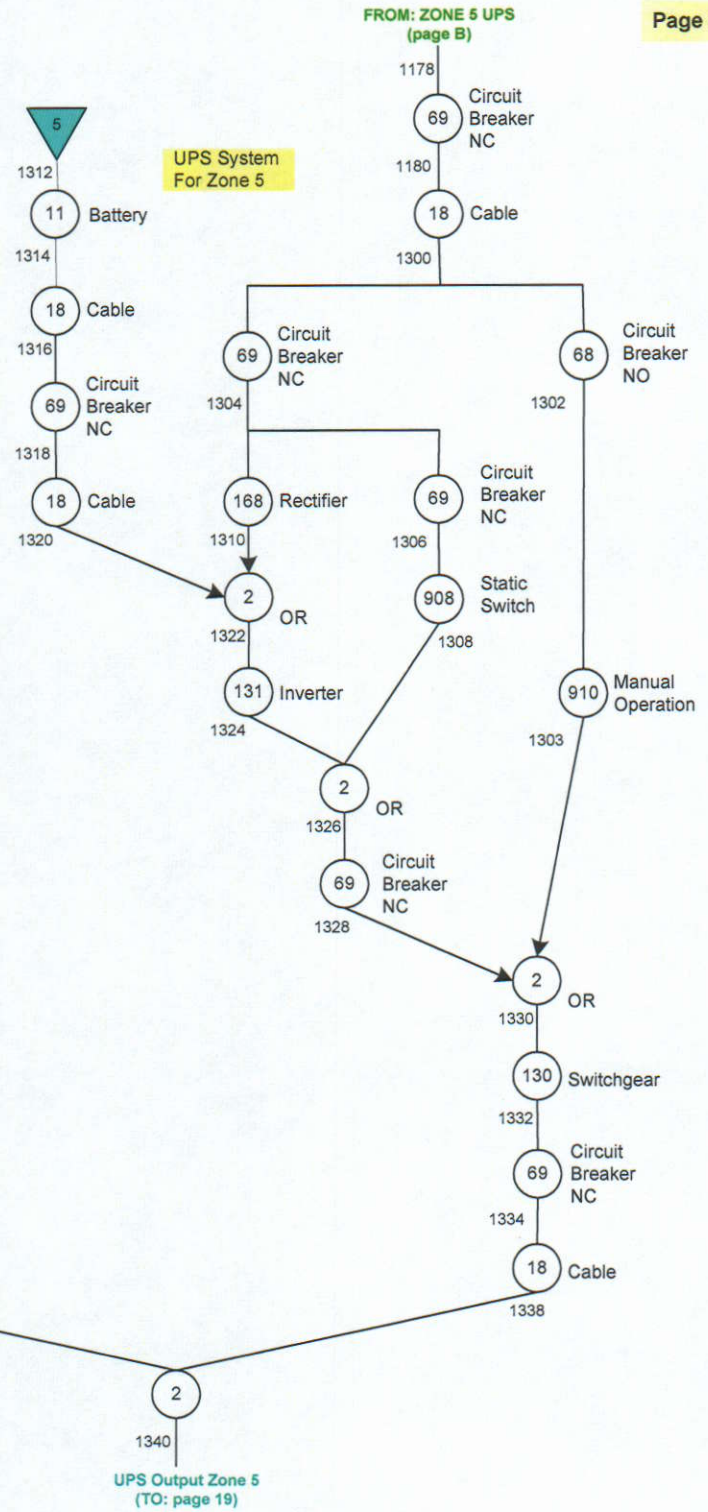 FROM: ZONE 5 UPS
(page B)
Page
1178
69
Circuit
Breaker
NC
5
1180
1312
UPS System
For Zone 5
11
Battery
18
Cable
1314
1300
18
Cable
1316
69
Circuit
Breaker
NC
68
Circuit
Breaker
NO
69
Circuit
Breaker
NC
1304
1302
1318
18
Cable
168
Rectifier
69
Circuit
Breaker
NC
1320
1310
1306
2
OR
908
Static
Switch
1322
1308
131
Inverter
910
Manual
Operation
1324
1303
2
OR
1326
69
Circuit
Breaker
NC
1328
2
OR
1330
130
Switchgear
1332
69
Circuit
Breaker
NC
1334
18
Cable
1338
2
1340
UPS Output Zone 5
(TO: page 19)